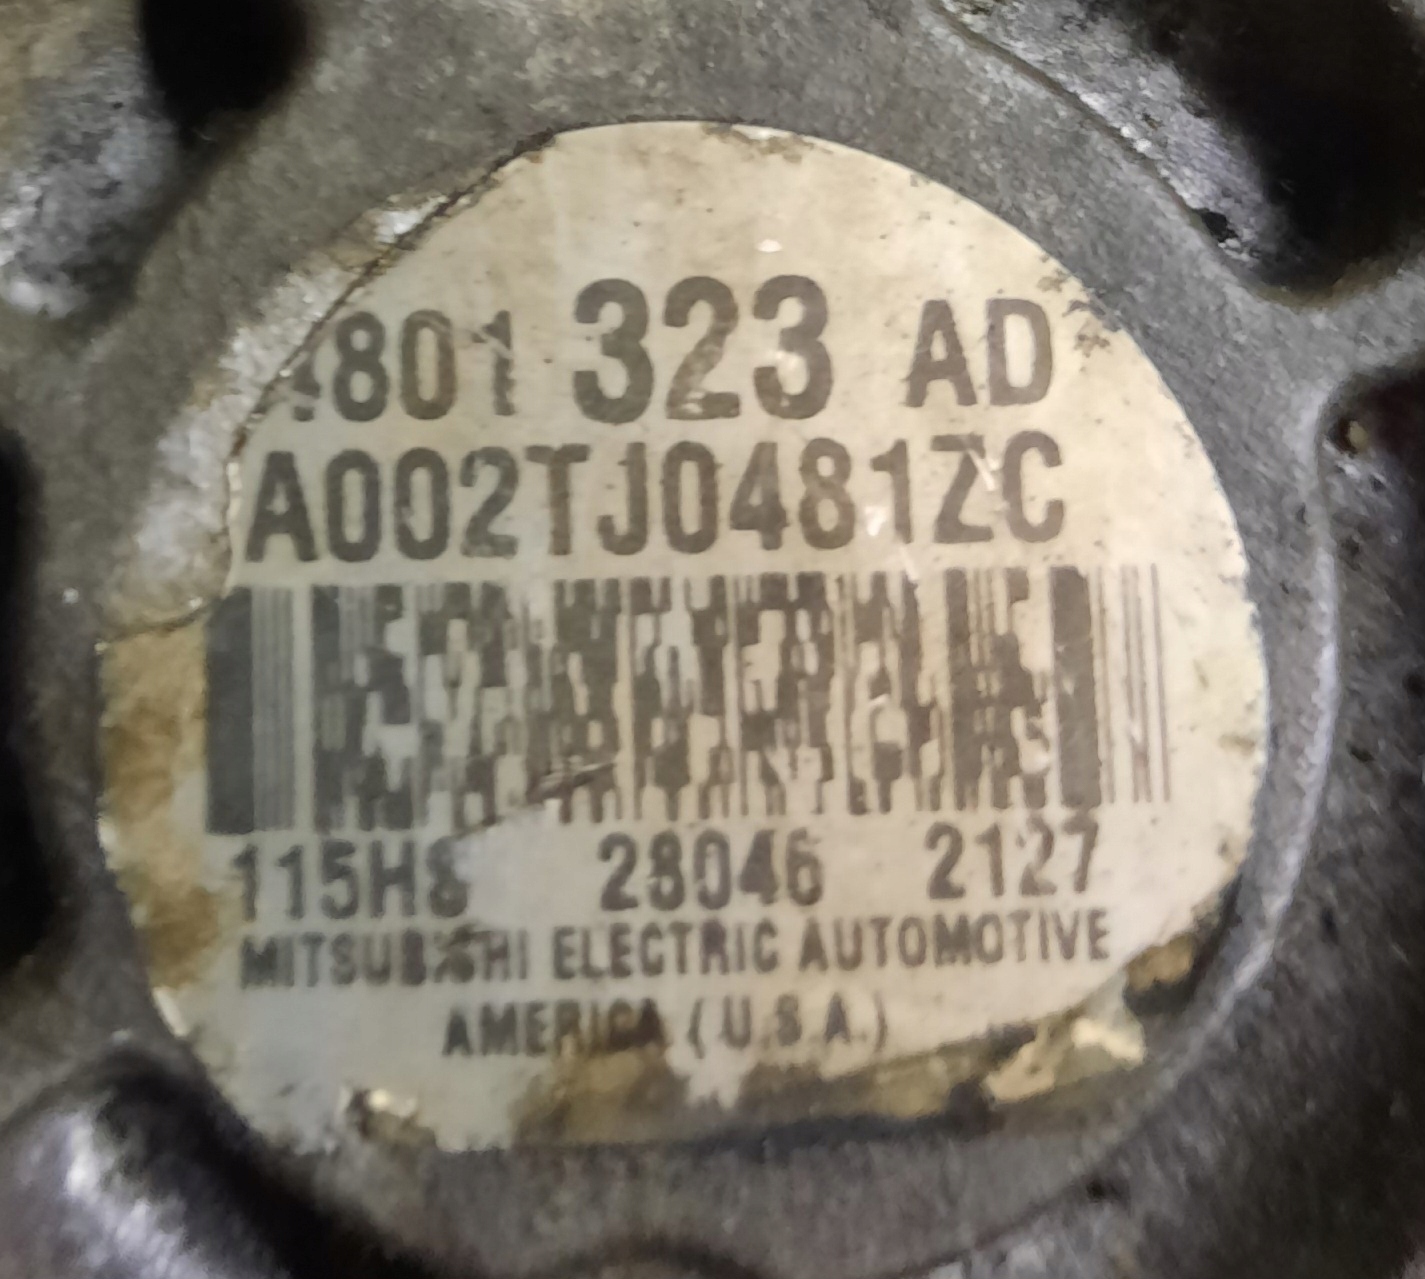 4801 323 AD
A002TJ0481ZC
115H8 28046 2127
MITSUBISHI ELECTRIC AUTOMOTIVE
AMERICA (U.S.A.)